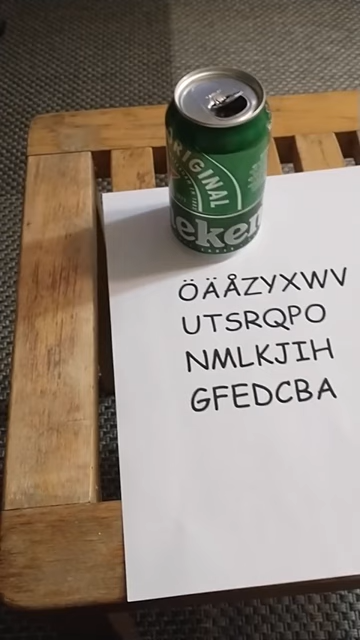 ORIGINAL
eken
ÖÄÅZYXWV
UTSRQPO
NMLKJIH
GFEDCBA